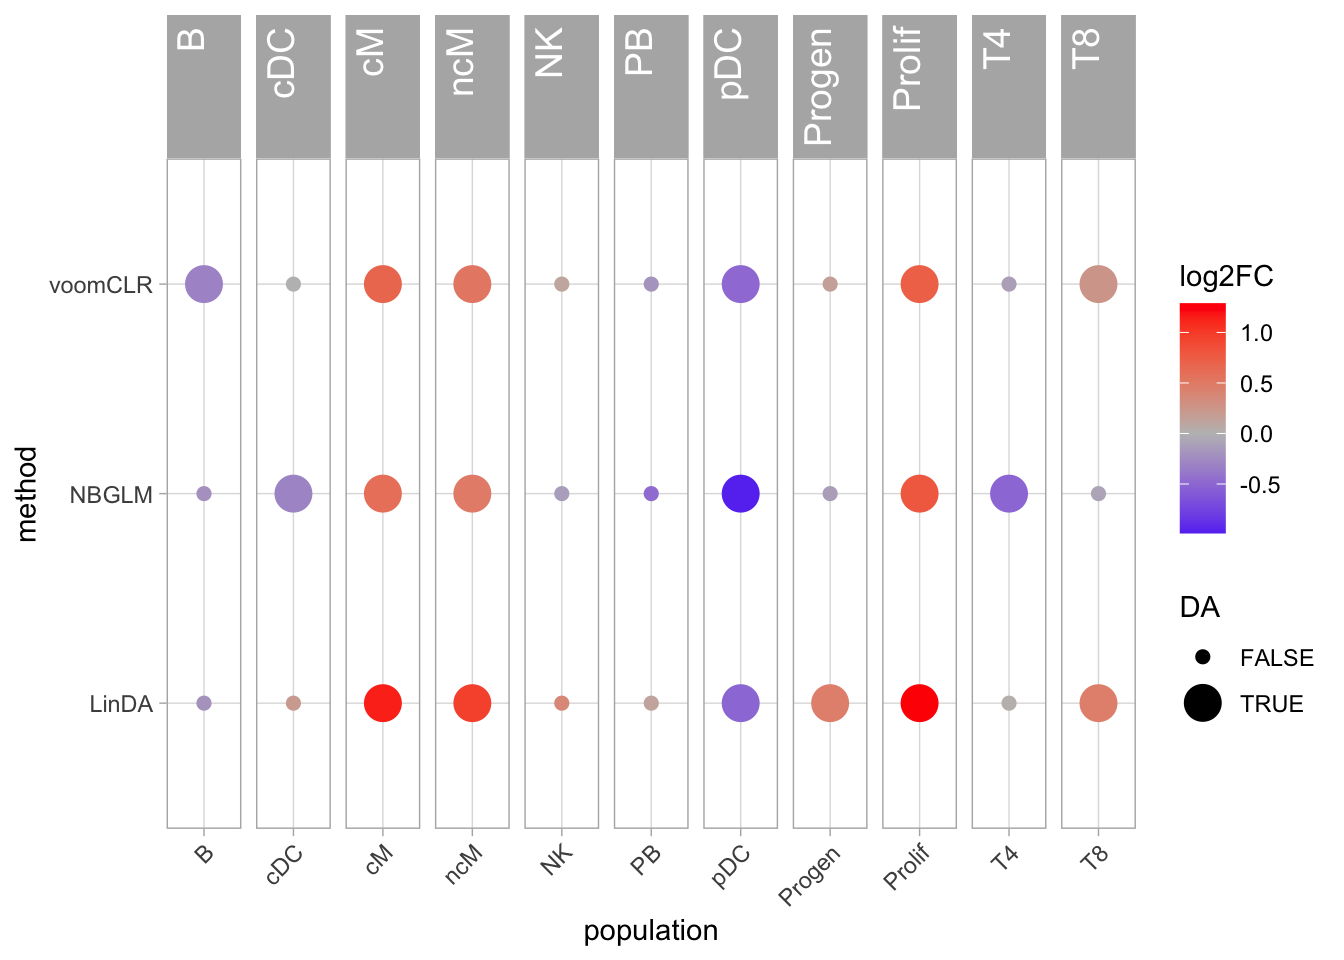 B cDC cM ncM NK PB pDC Progen Prolif T4 T8
voomCLR
NBGLM
LinDA
method
B cDC cM ncM NK PB pDC Progen Prolif T4 T8
population
log2FC
1.0
0.5
0.0
-0.5
DA
FALSE
TRUE